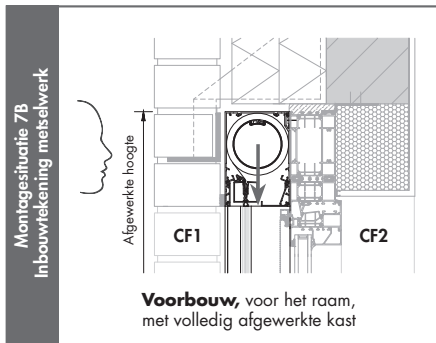 Montagesituatie 7B
Inbouwtekening metselwerk
Afgewerkte hoogte
CF1
CF2
Voorbouw, voor het raam,
met volledig afgewerkte kast